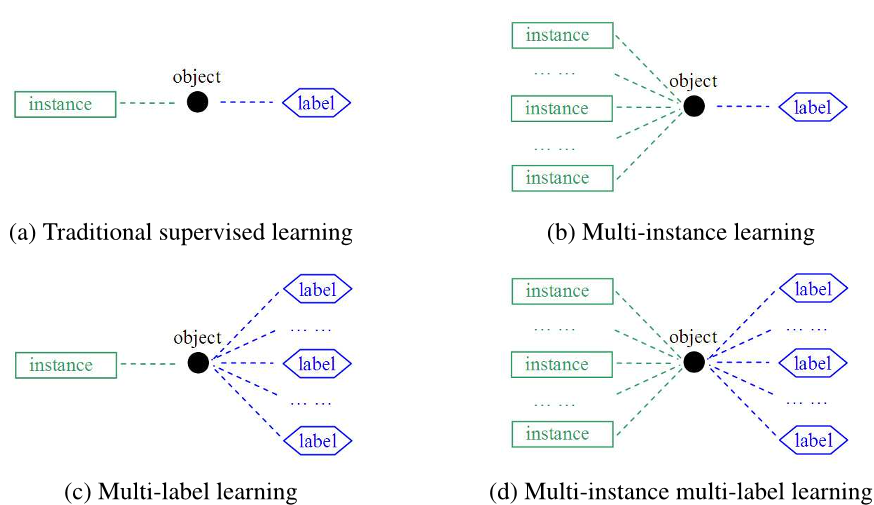 object
instance
label
(a) Traditional supervised learning
instance
... ...
object
instance
label
... ...
instance
(b) Multi-instance learning
label
... ...
object
instance
label
... ...
label
(c) Multi-label learning
instance
label
... ...
... ...
object
instance
label
... ...
... ...
instance
label
(d) Multi-instance multi-label learning